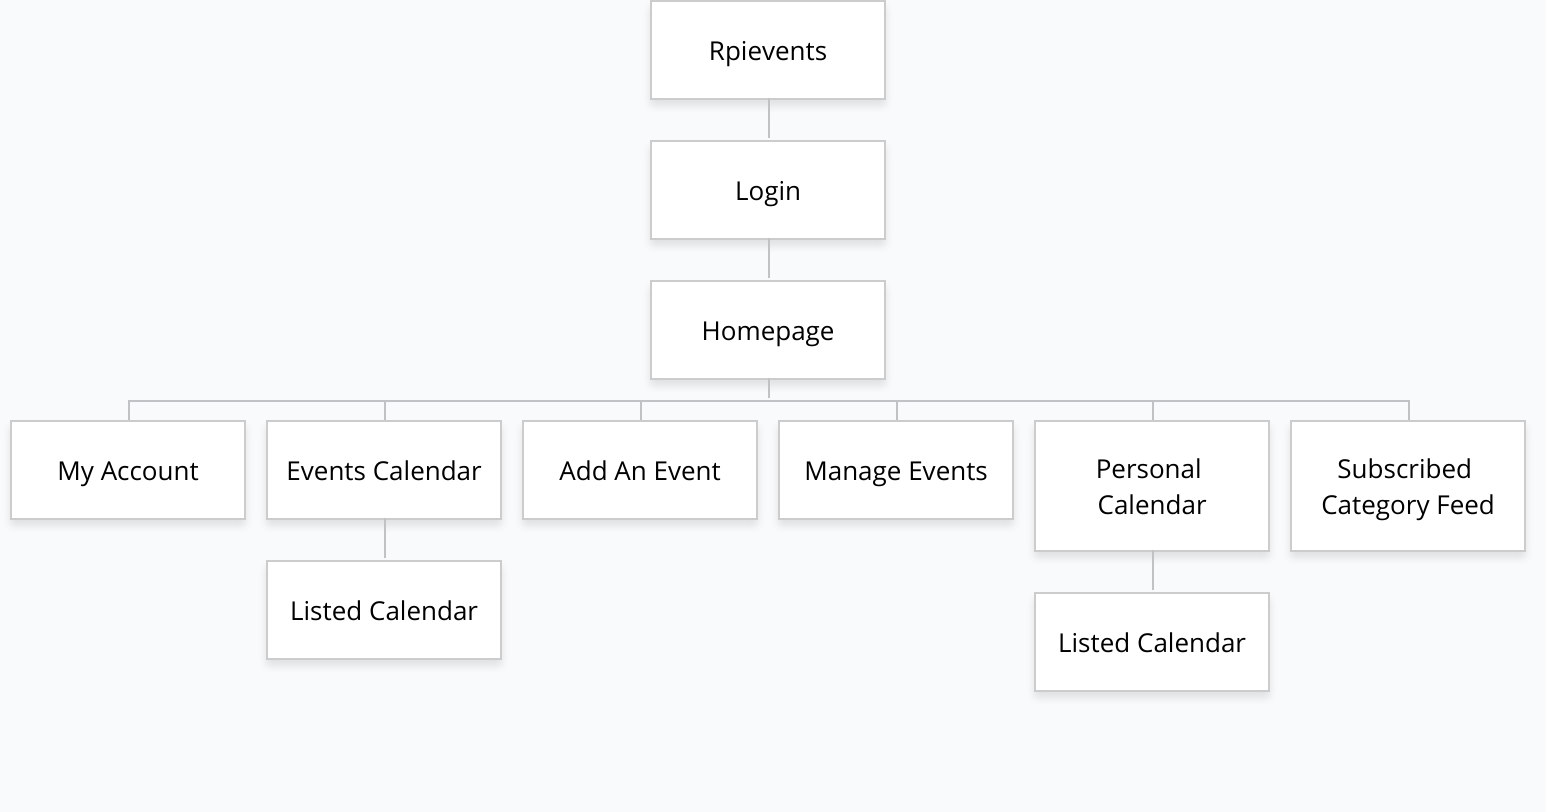 Rpievents
Login
Homepage
My Account
Events Calendar
Add An Event
Manage Events
Personal
Calendar
Subscribed
Category Feed
Listed Calendar
Listed Calendar